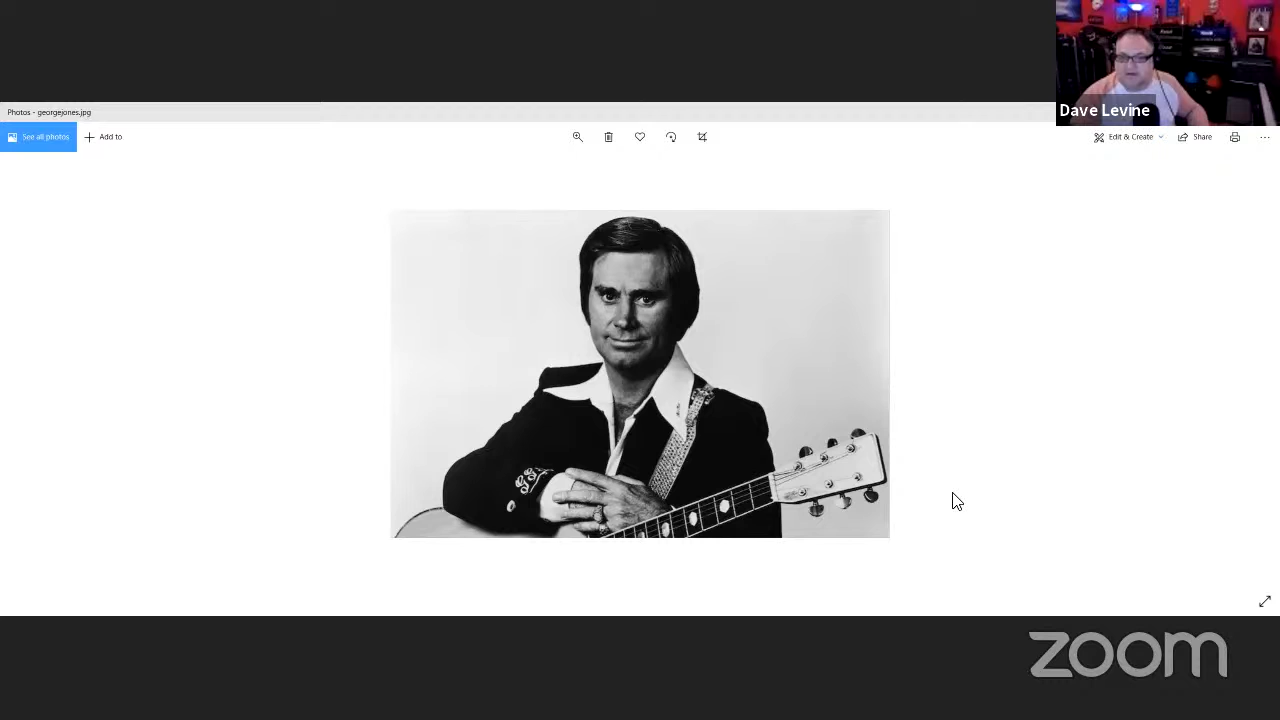 Dave Levine
Photos - georgejones.jpg
See all photos
Add to
Edit & Create
Share
zoom